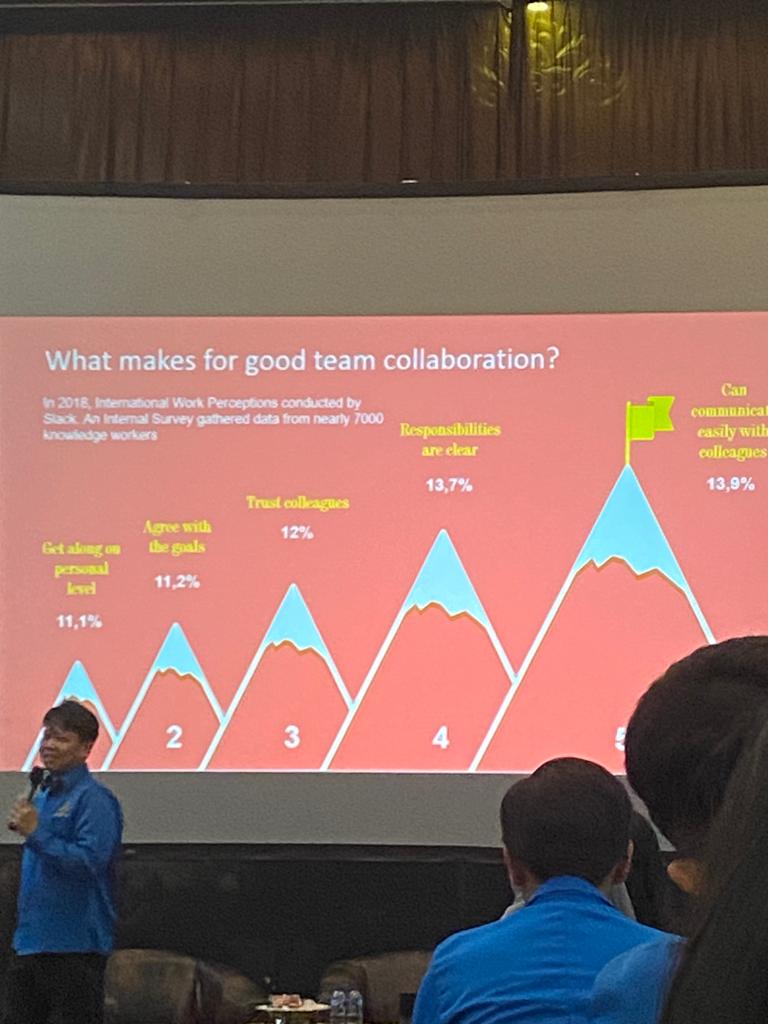 What makes for good team collaboration?
In 2018, International Work Perceptions conducted by
Slack. An Internal Survey gathered data from nearly 7000
knowledge workers
Get along on
personal
level
11,1%
Agree with
the goals
11,2%
Trust colleagues
12%
Responsibilities
are clear
13,7%
Can
communicat
easily with
colleagues
13,9%
2
3
4
5